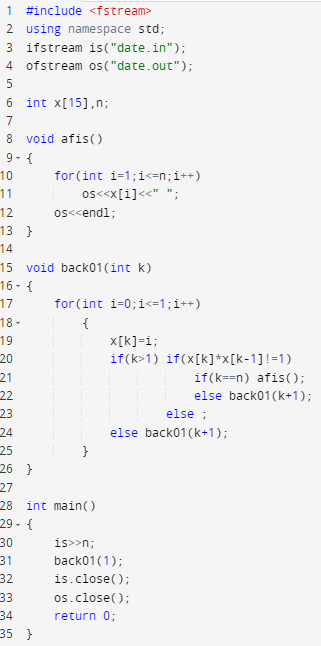 1 #include <fstream>
2 using namespace std;
3 ifstream is("date.in");
4 ofstream os("date.out");
5
6 int x[15],n;
7
8 void afis()
9 {
10     for(int i=1;i<=n;i++)
11         os<<x[i]<<" ";
12     os<<endl;
13 }
14
15 void back01(int k)
16 {
17     for(int i=0;i<=1;i++)
18         {
19             x[k]=i;
20             if(k>1) if(x[k]*x[k-1]!=1)
21                         if(k==n) afis();
22                         else back01(k+1);
23                     else ;
24             else back01(k+1);
25         }
26 }
27
28 int main()
29 {
30     is>>n;
31     back01(1);
32     is.close();
33     os.close();
34     return 0;
35 }